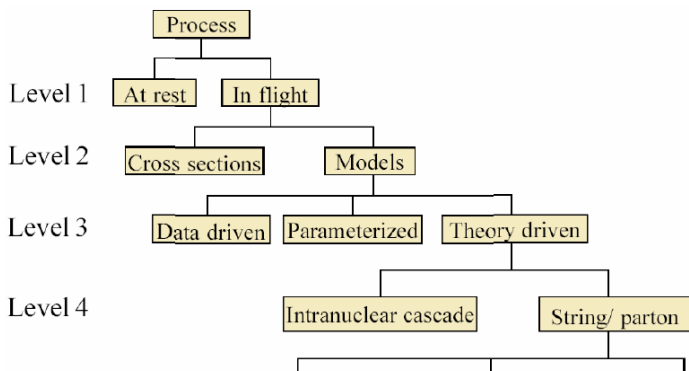 Process
Level 1
At rest
In flight
Level 2
Cross sections
Models
Level 3
Data driven
Parameterized
Theory driven
Level 4
Intranuclear cascade
String/ parton